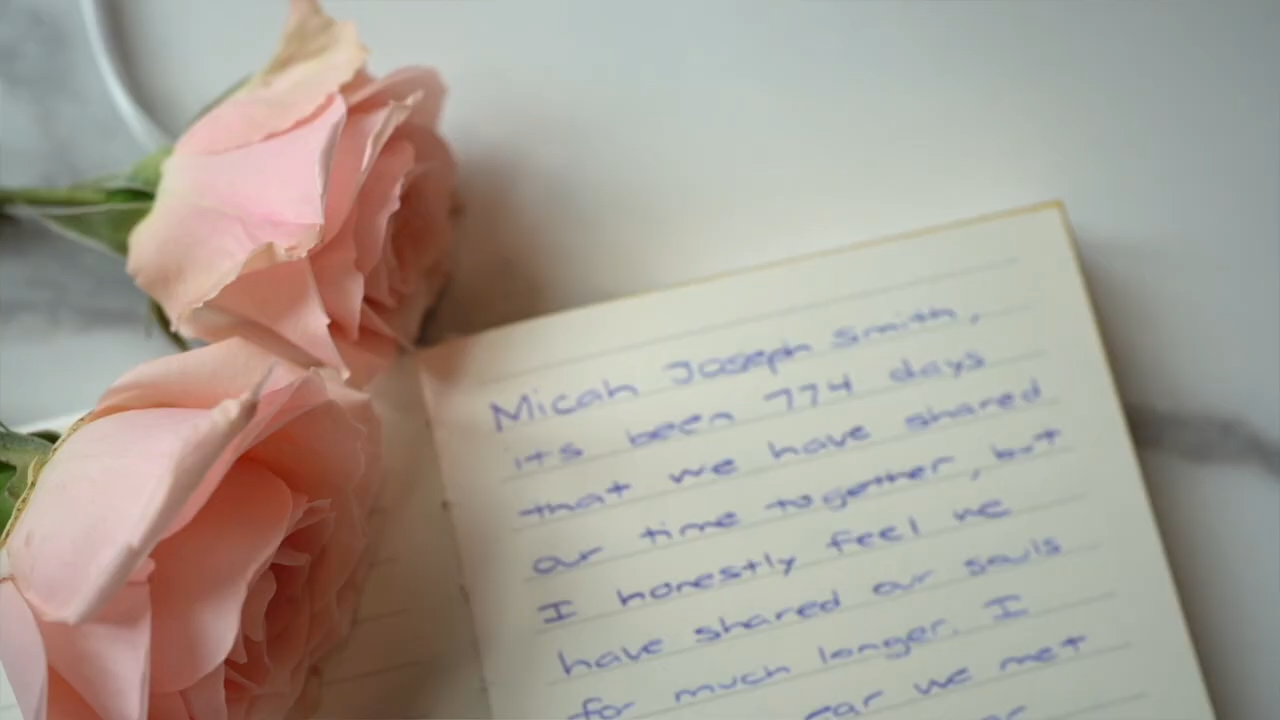 Micah Joseph Smith,
its been 774 days
that we have shared
our time together, but
I honestly feel we
have shared our souls
for much longer. I
we met